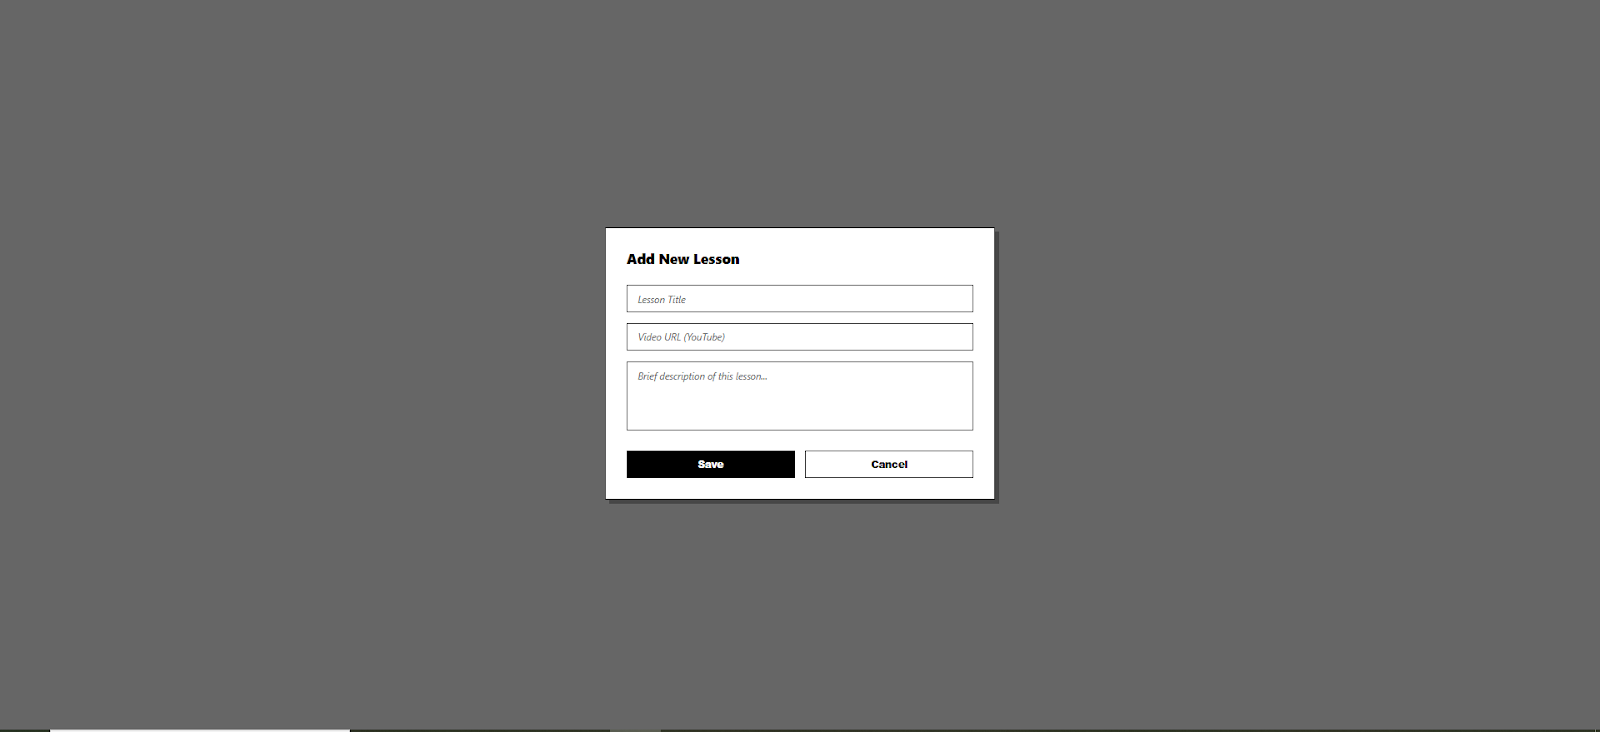 Add New Lesson
Lesson Title
Video URL (YouTube)
Brief description of this lesson...
Save
Cancel